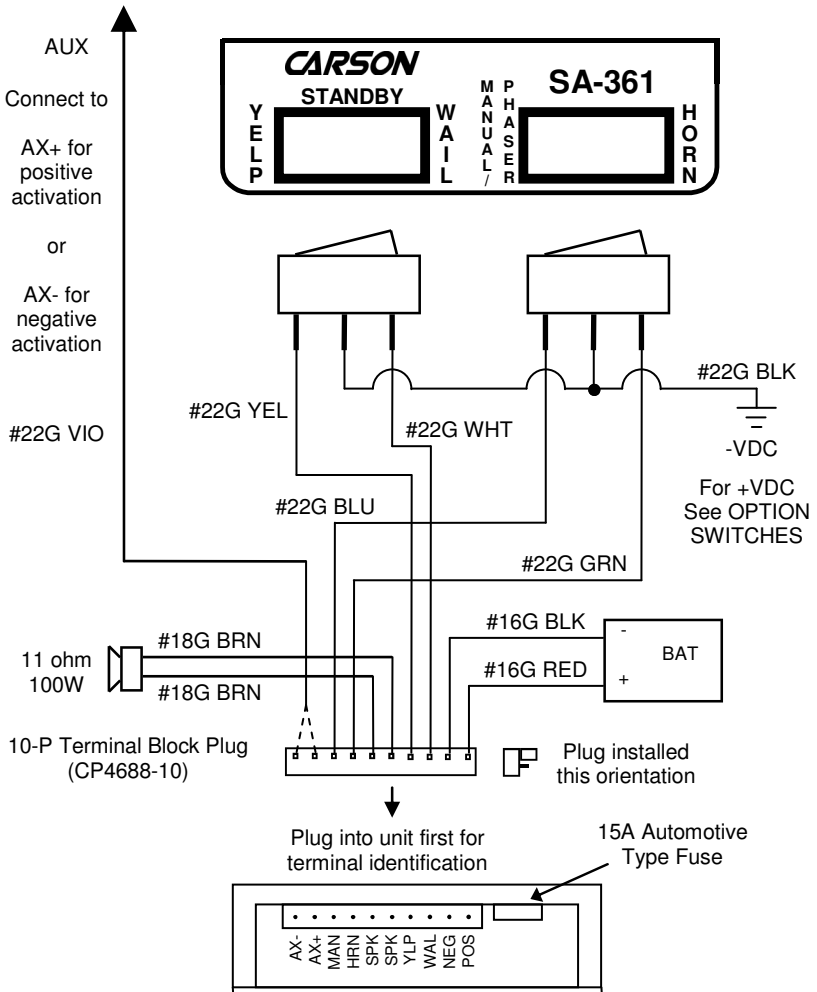 AUX
Connect to
AX+ for
positive
activation
or
AX- for
negative
activation
#22G VIO
CARSON
STANDBY
YELP
WAIL
MANUAL/
PHASER
SA-361
HORN
#22G YEL
#22G WHT
#22G BLK
-VDC
For +VDC
See OPTION
SWITCHES
#22G BLU
#22G GRN
11 ohm
100W
#18G BRN
#18G BRN
#16G BLK
#16G RED
-
+
BAT
10-P Terminal Block Plug
(CP4688-10)
Plug installed
this orientation
Plug into unit first for
terminal identification
15A Automotive
Type Fuse
AX-
AX+
MAN
HRN
SPK
SPK
YLP
WAL
NEG
POS